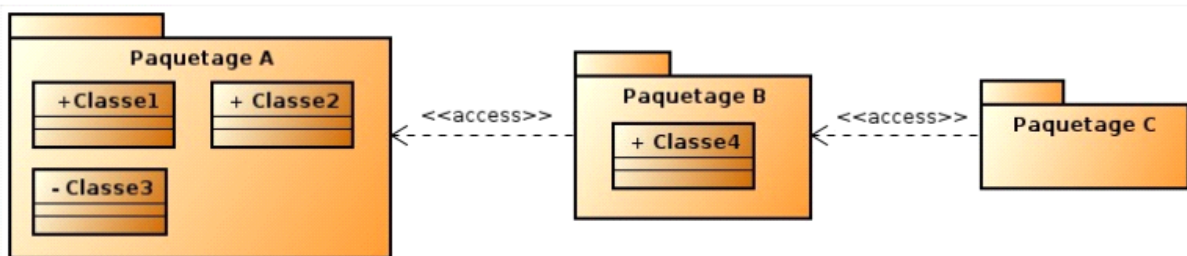 Paquetage A
+Classe1
+ Classe2
- Classe3
<<access>>
Paquetage B
+ Classe4
<<access>>
Paquetage C